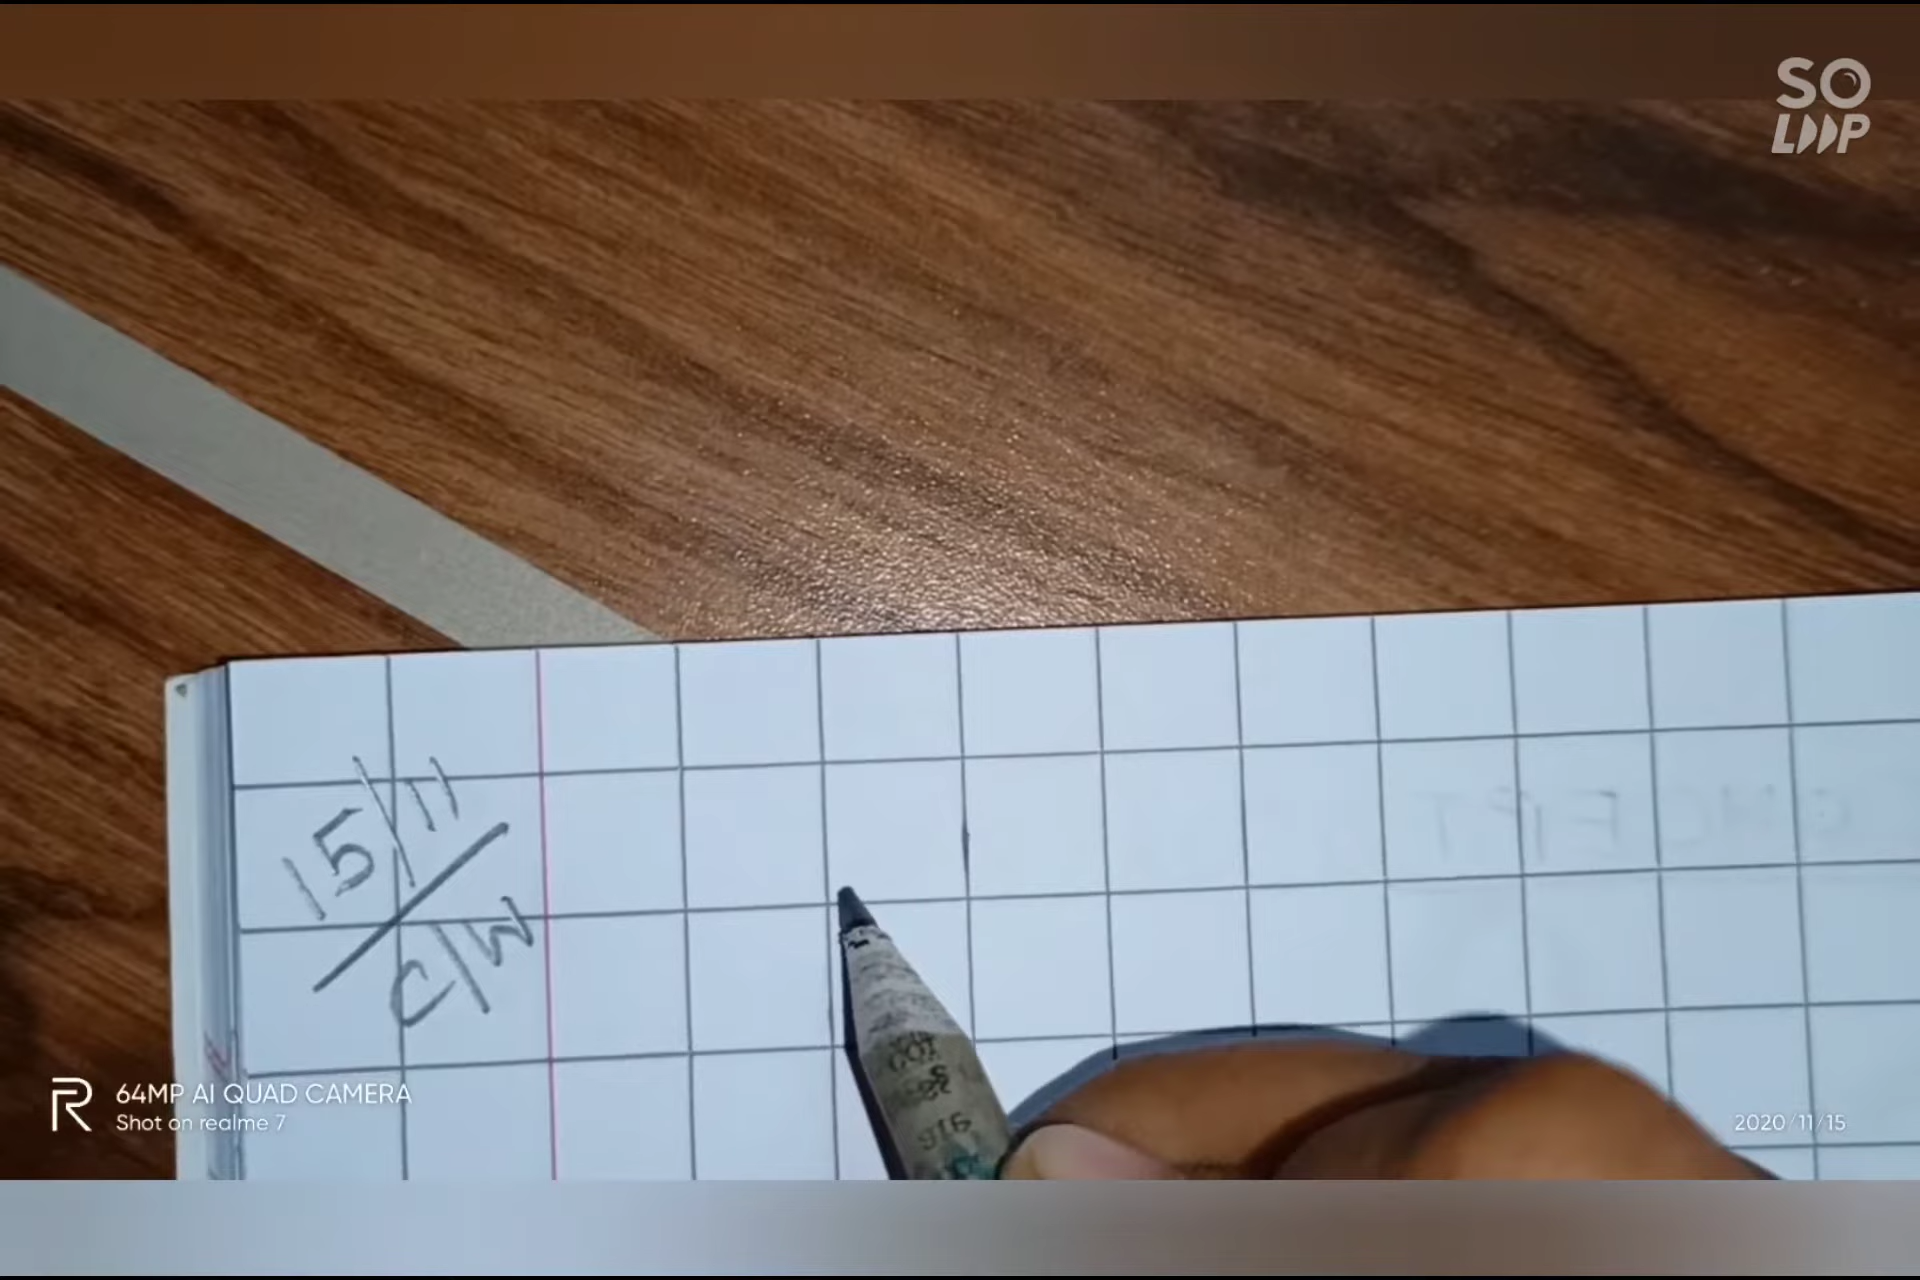 SO
LOOP
15/11
C/W
64MP AI QUAD CAMERA
Shot on realme 7
2020/11/15